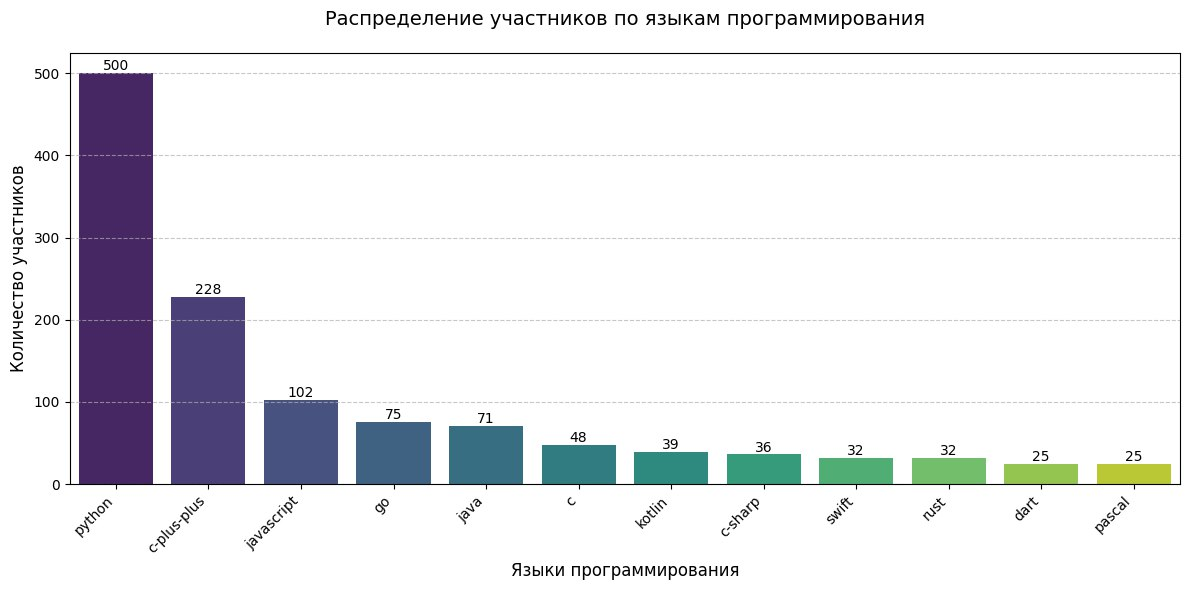 Распределение участников по языкам программирования
Количество участников
500
400
300
200
100
0
500
228
102
75
71
48
39
36
32
32
25
25
python
c-plus-plus
javascript
go
java
c
kotlin
c-sharp
swift
rust
dart
pascal
Языки программирования